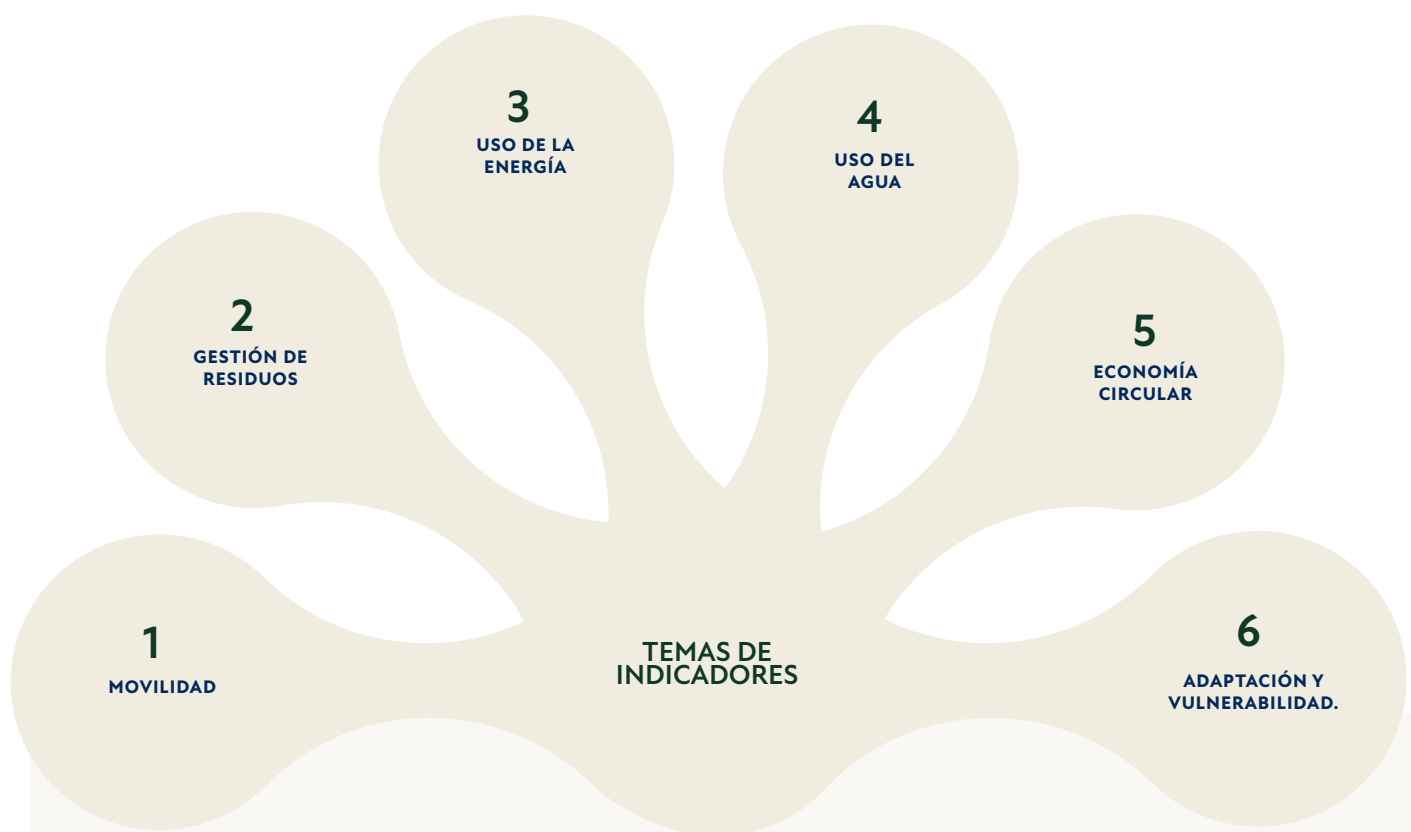 3
USO DE LA
ENERGÍA
4
USO DEL
AGUA
2
GESTIÓN DE
RESIDUOS
5
ECONOMÍA
CIRCULAR
1
MOVILIDAD
TEMAS DE
INDICADORES
6
ADAPTACIÓN Y
VULNERABILIDAD.